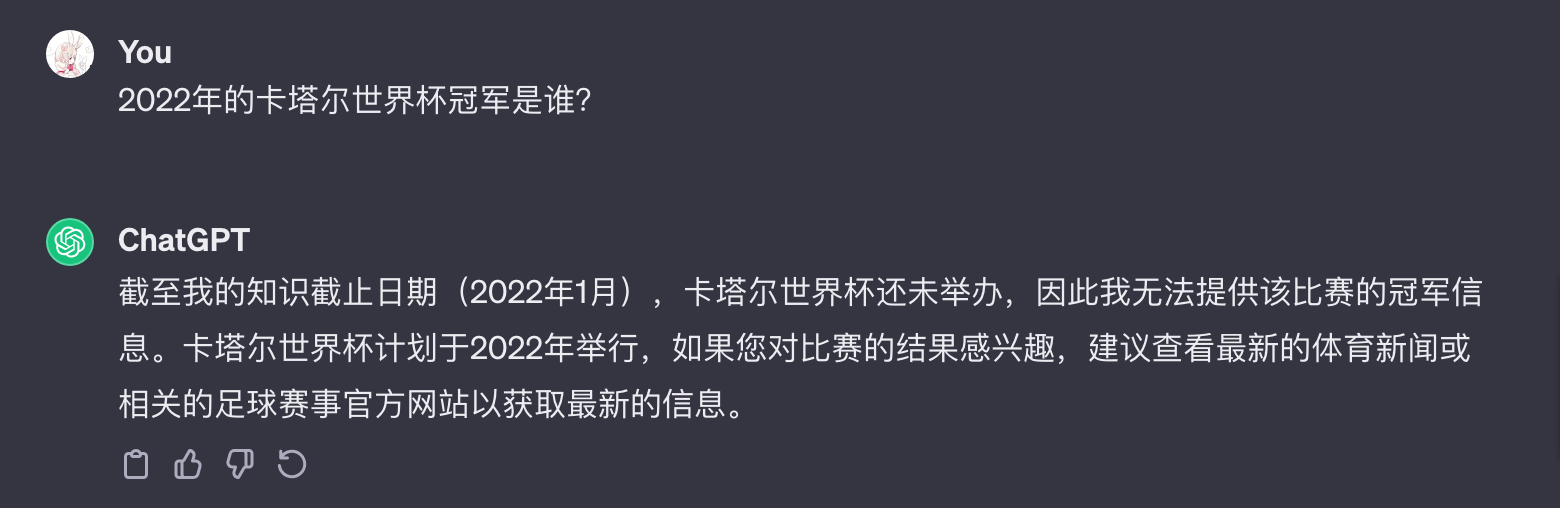 You
2022年的卡塔尔世界杯冠军是谁?
ChatGPT
截至我的知识截止日期（2022年1月），卡塔尔世界杯还未举办，因此我无法提供该比赛的冠军信
息。卡塔尔世界杯计划于2022年举行，如果您对比赛的结果感兴趣，建议查看最新的体育新闻或
相关的足球赛事官方网站以获取最新的信息。